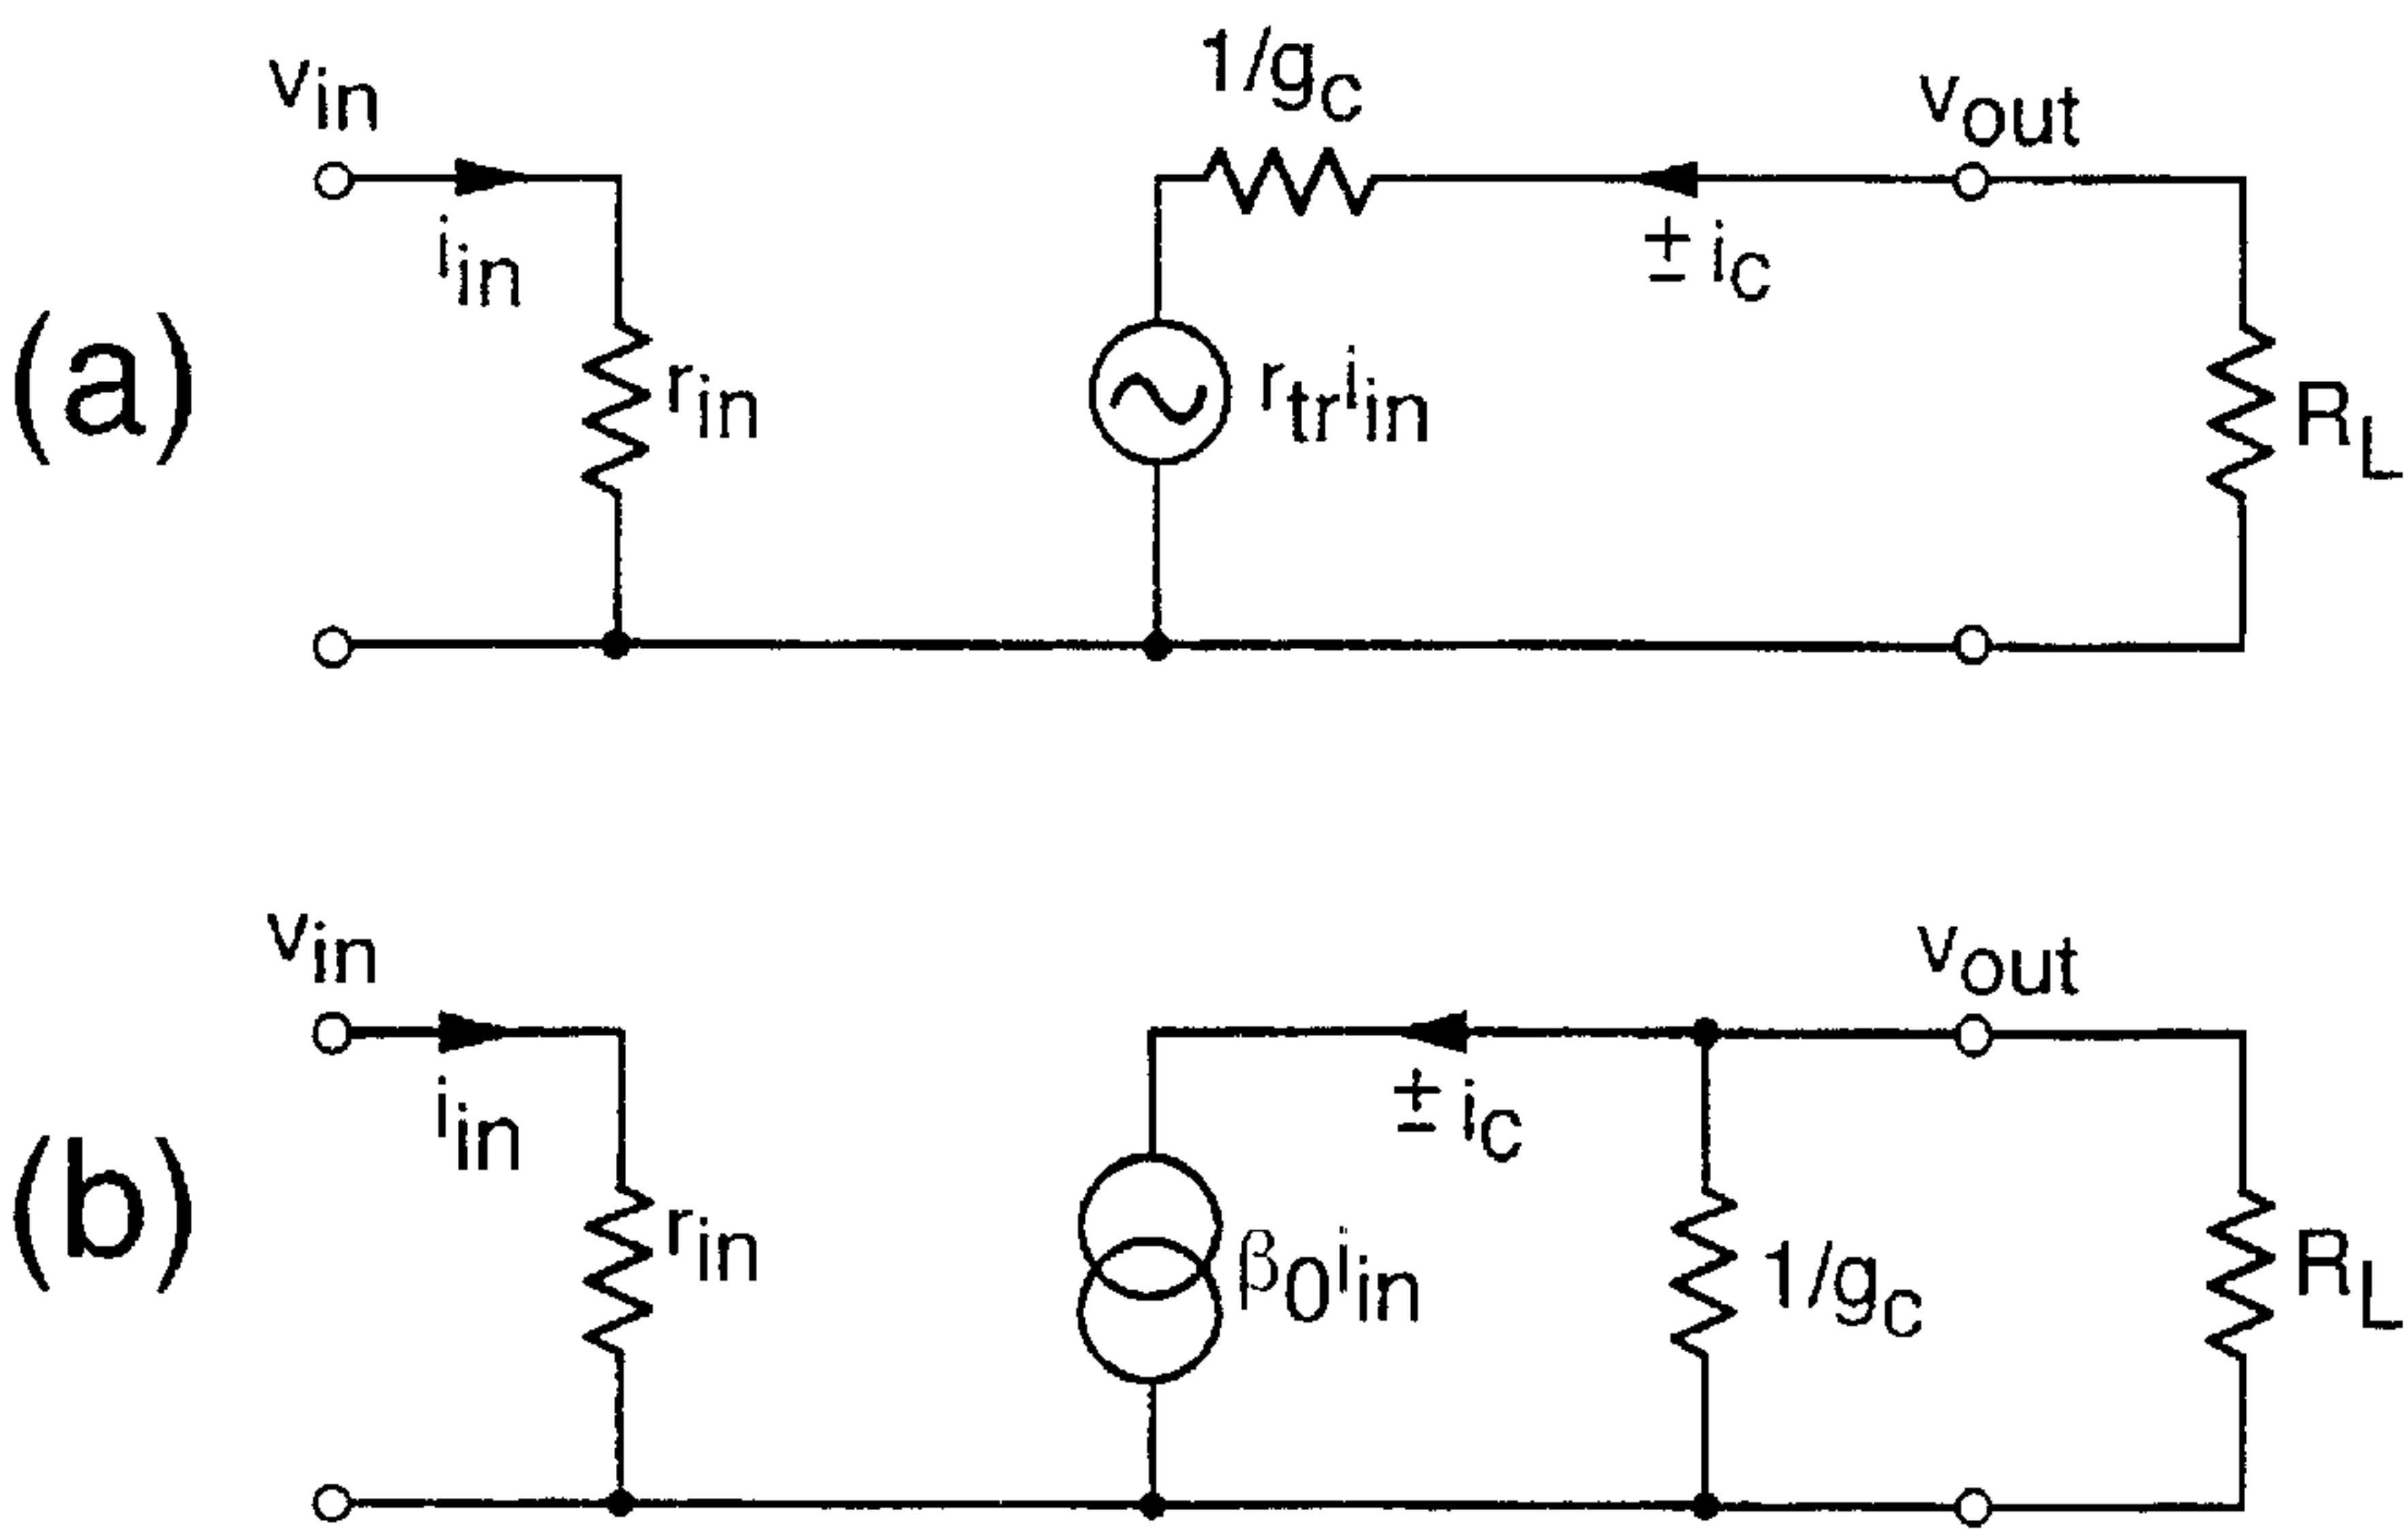 1/g_c
v_in
v_out
i_in
± i_c
(a)
r_in
r_tr i_in
R_L
v_in
v_out
i_in
± i_c
(b)
r_in
β_0 i_in
1/g_c
R_L